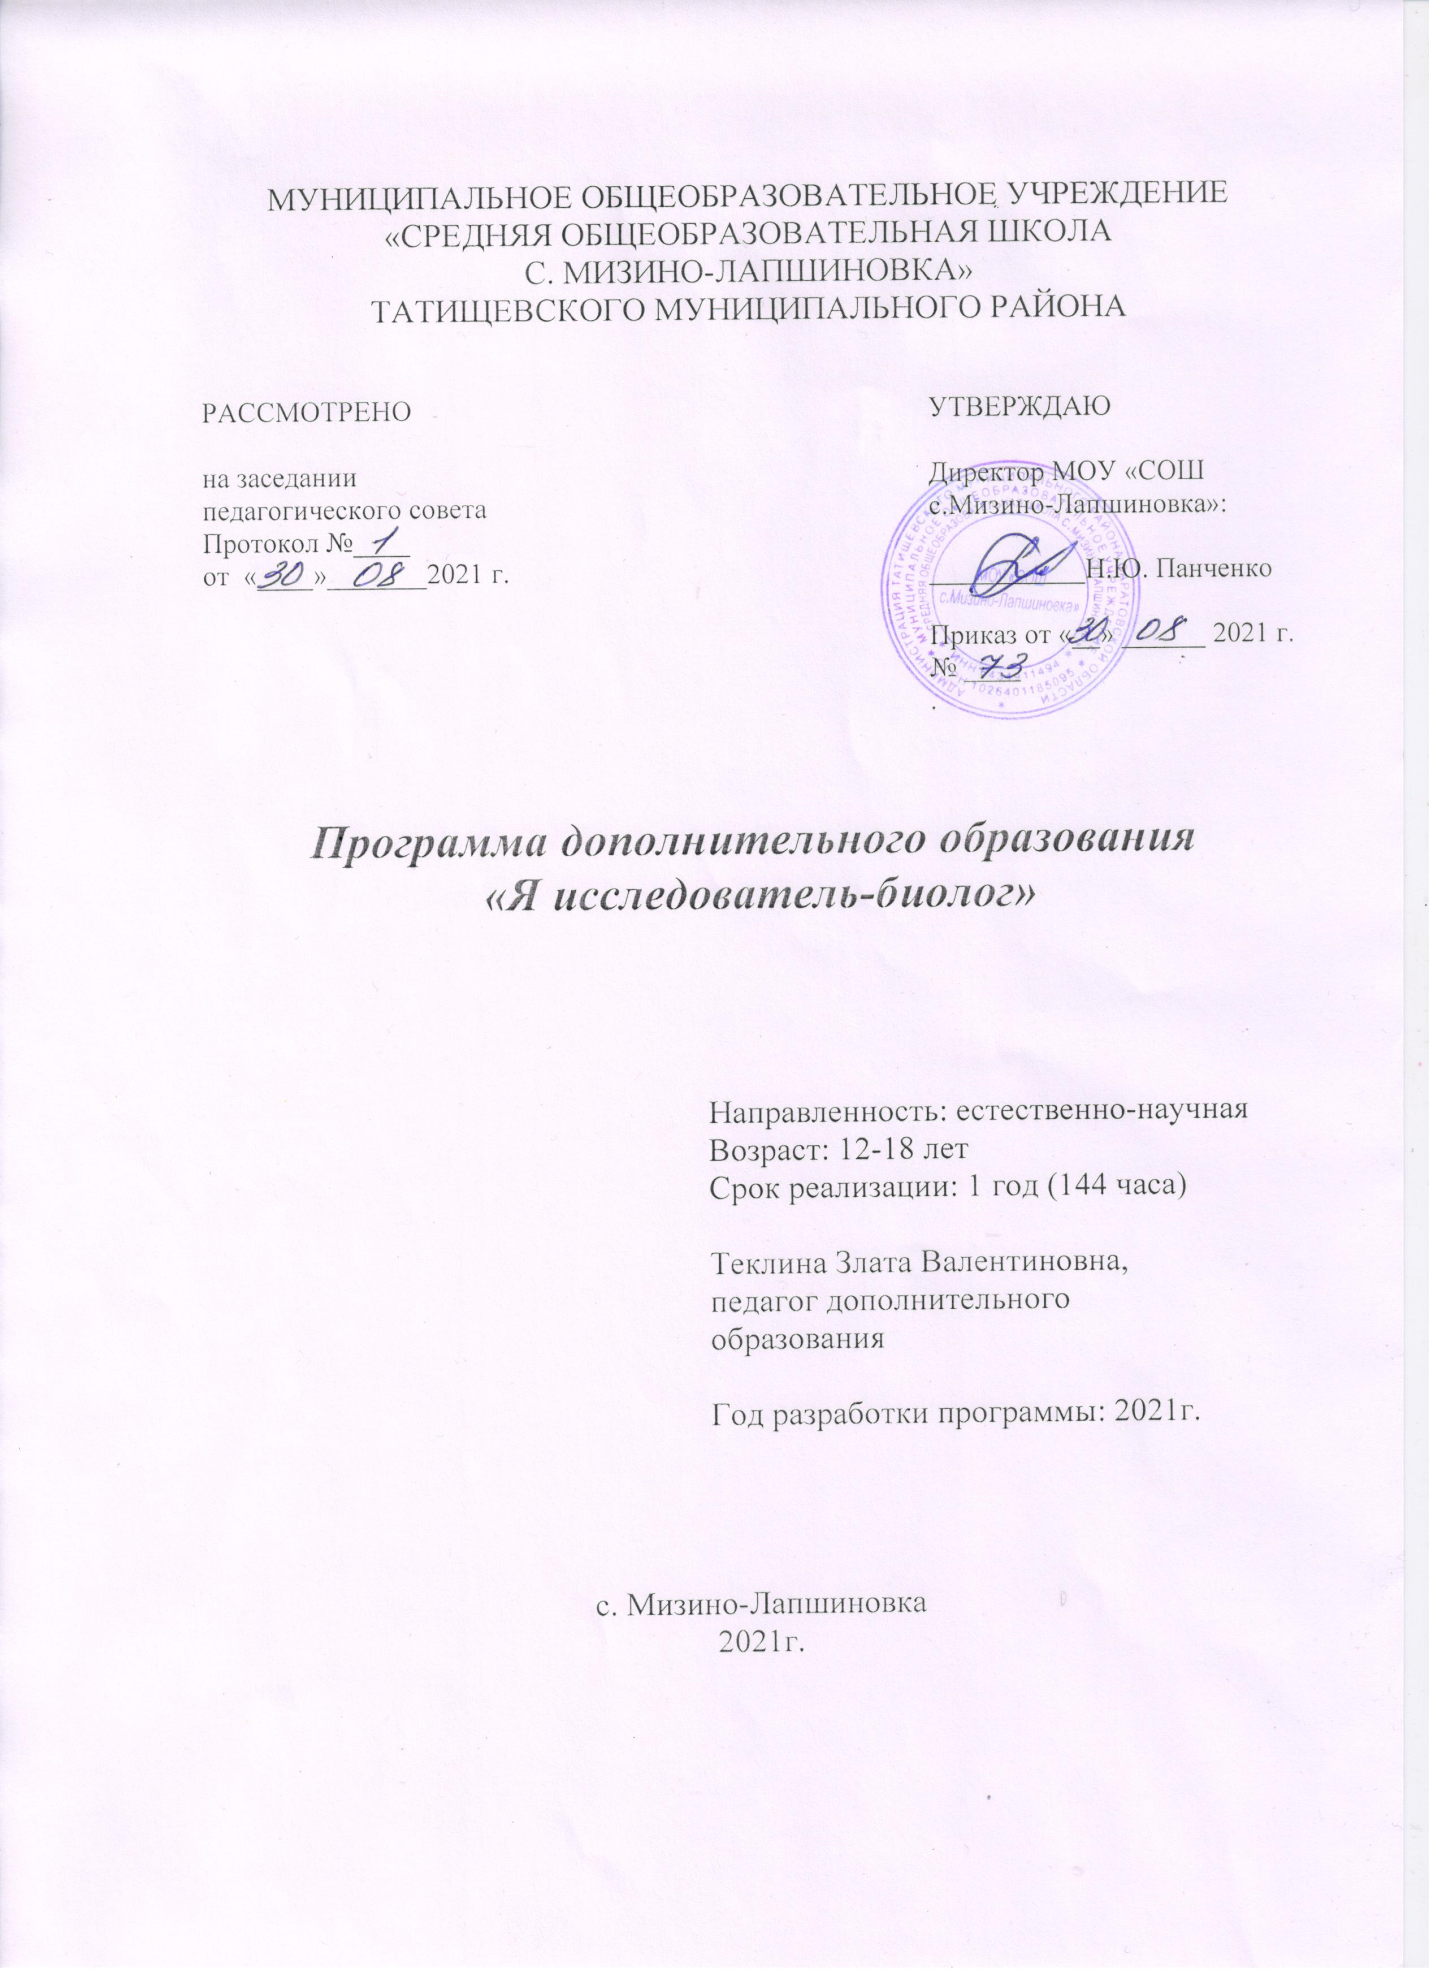 МУНИЦИПАЛЬНОЕ ОБЩЕОБРАЗОВАТЕЛЬНОЕ УЧРЕЖДЕНИЕ
«СРЕДНЯЯ ОБЩЕОБРАЗОВАТЕЛЬНАЯ ШКОЛА
С. МИЗИНО-ЛАПШИНОВКА»
ТАТИЩЕВСКОГО МУНИЦИПАЛЬНОГО РАЙОНА
РАССМОТРЕНО
на заседании
педагогического совета
Протокол № 1
от «30» 08 2021 г.
УТВЕРЖДАЮ
Директор МОУ «СОШ
с.Мизино-Лапшиновка»:
Н.Ю. Панченко
с.Мизино-Лапшиновка»
Приказ от «30» 08 2021 г.
№ 73
1026401185095
Программа дополнительного образования
«Я исследователь-биолог»
Направленность: естественно-научная
Возраст: 12-18 лет
Срок реализации: 1 год (144 часа)
Теклина Злата Валентиновна,
педагог дополнительного
образования
Год разработки программы: 2021г.
с. Мизино-Лапшиновка
2021г.